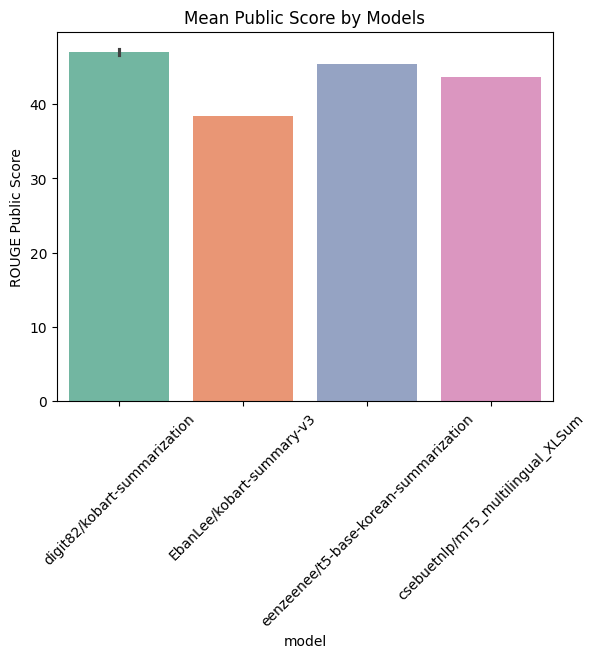 Mean Public Score by Models
ROUGE Public Score
40
30
20
10
0
digit82/kobart-summarization
EbanLee/kobart-summary-v3
eenzeenee/t5-base-korean-summarization
csebuetnlp/mT5_multilingual_XLSum
model